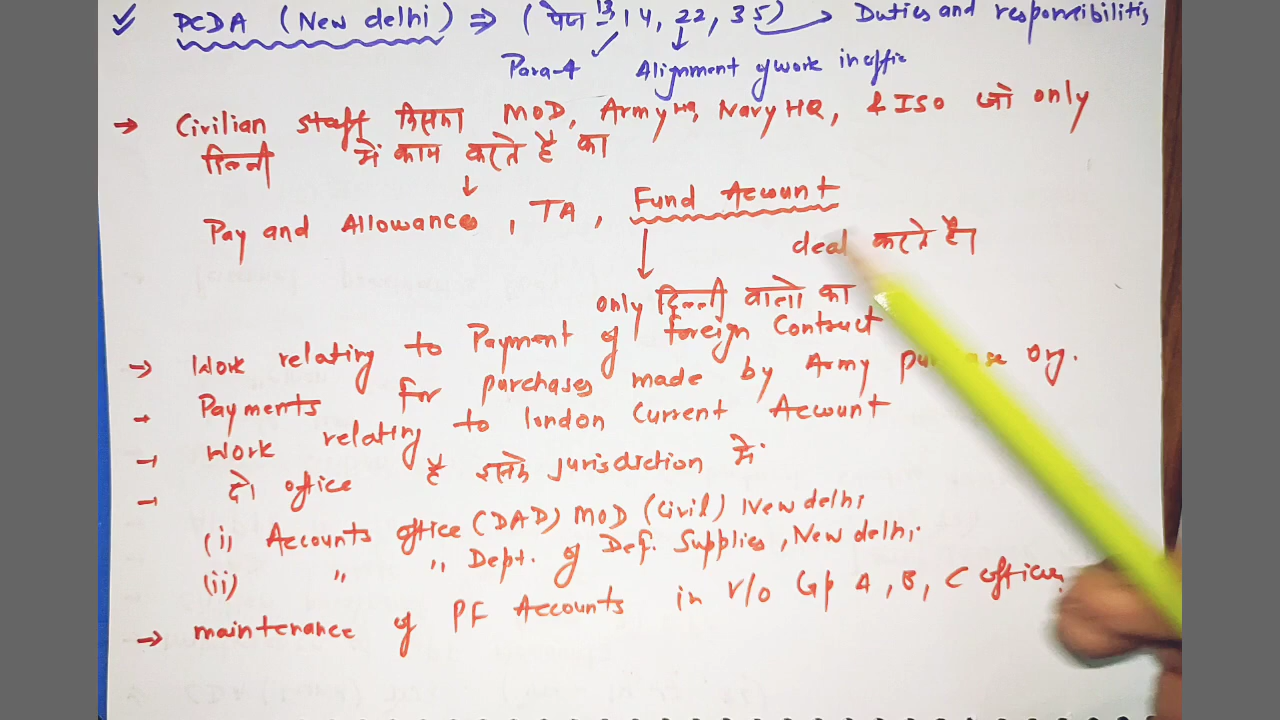 PCDA (New delhi) ⇒ (पेज 13, 14, 22, 35) → Duties and responsibilitis
Para-4 Alignment of work in offic
→ Civilian staff किसका MOD, Army HQ, Navy HQ, & ISO जो only
दिल्ली में काम करते है का
Pay and Allowances, TA, Fund Account
deal करते है।
only दिल्ली वालो का
→ Work relating to Payment of foreign Contract
→ Payments for purchases made by Army purchase org.
→ Work relating to london Current Account
→ दो office है इसके jurisdiction में
(i) Accounts office (DAD) MOD (Civil) New delhi
(ii) " " Dept. of Def. Supplies, New delhi.
→ maintenance of PF Accounts in r/o Gp A, B, C officer